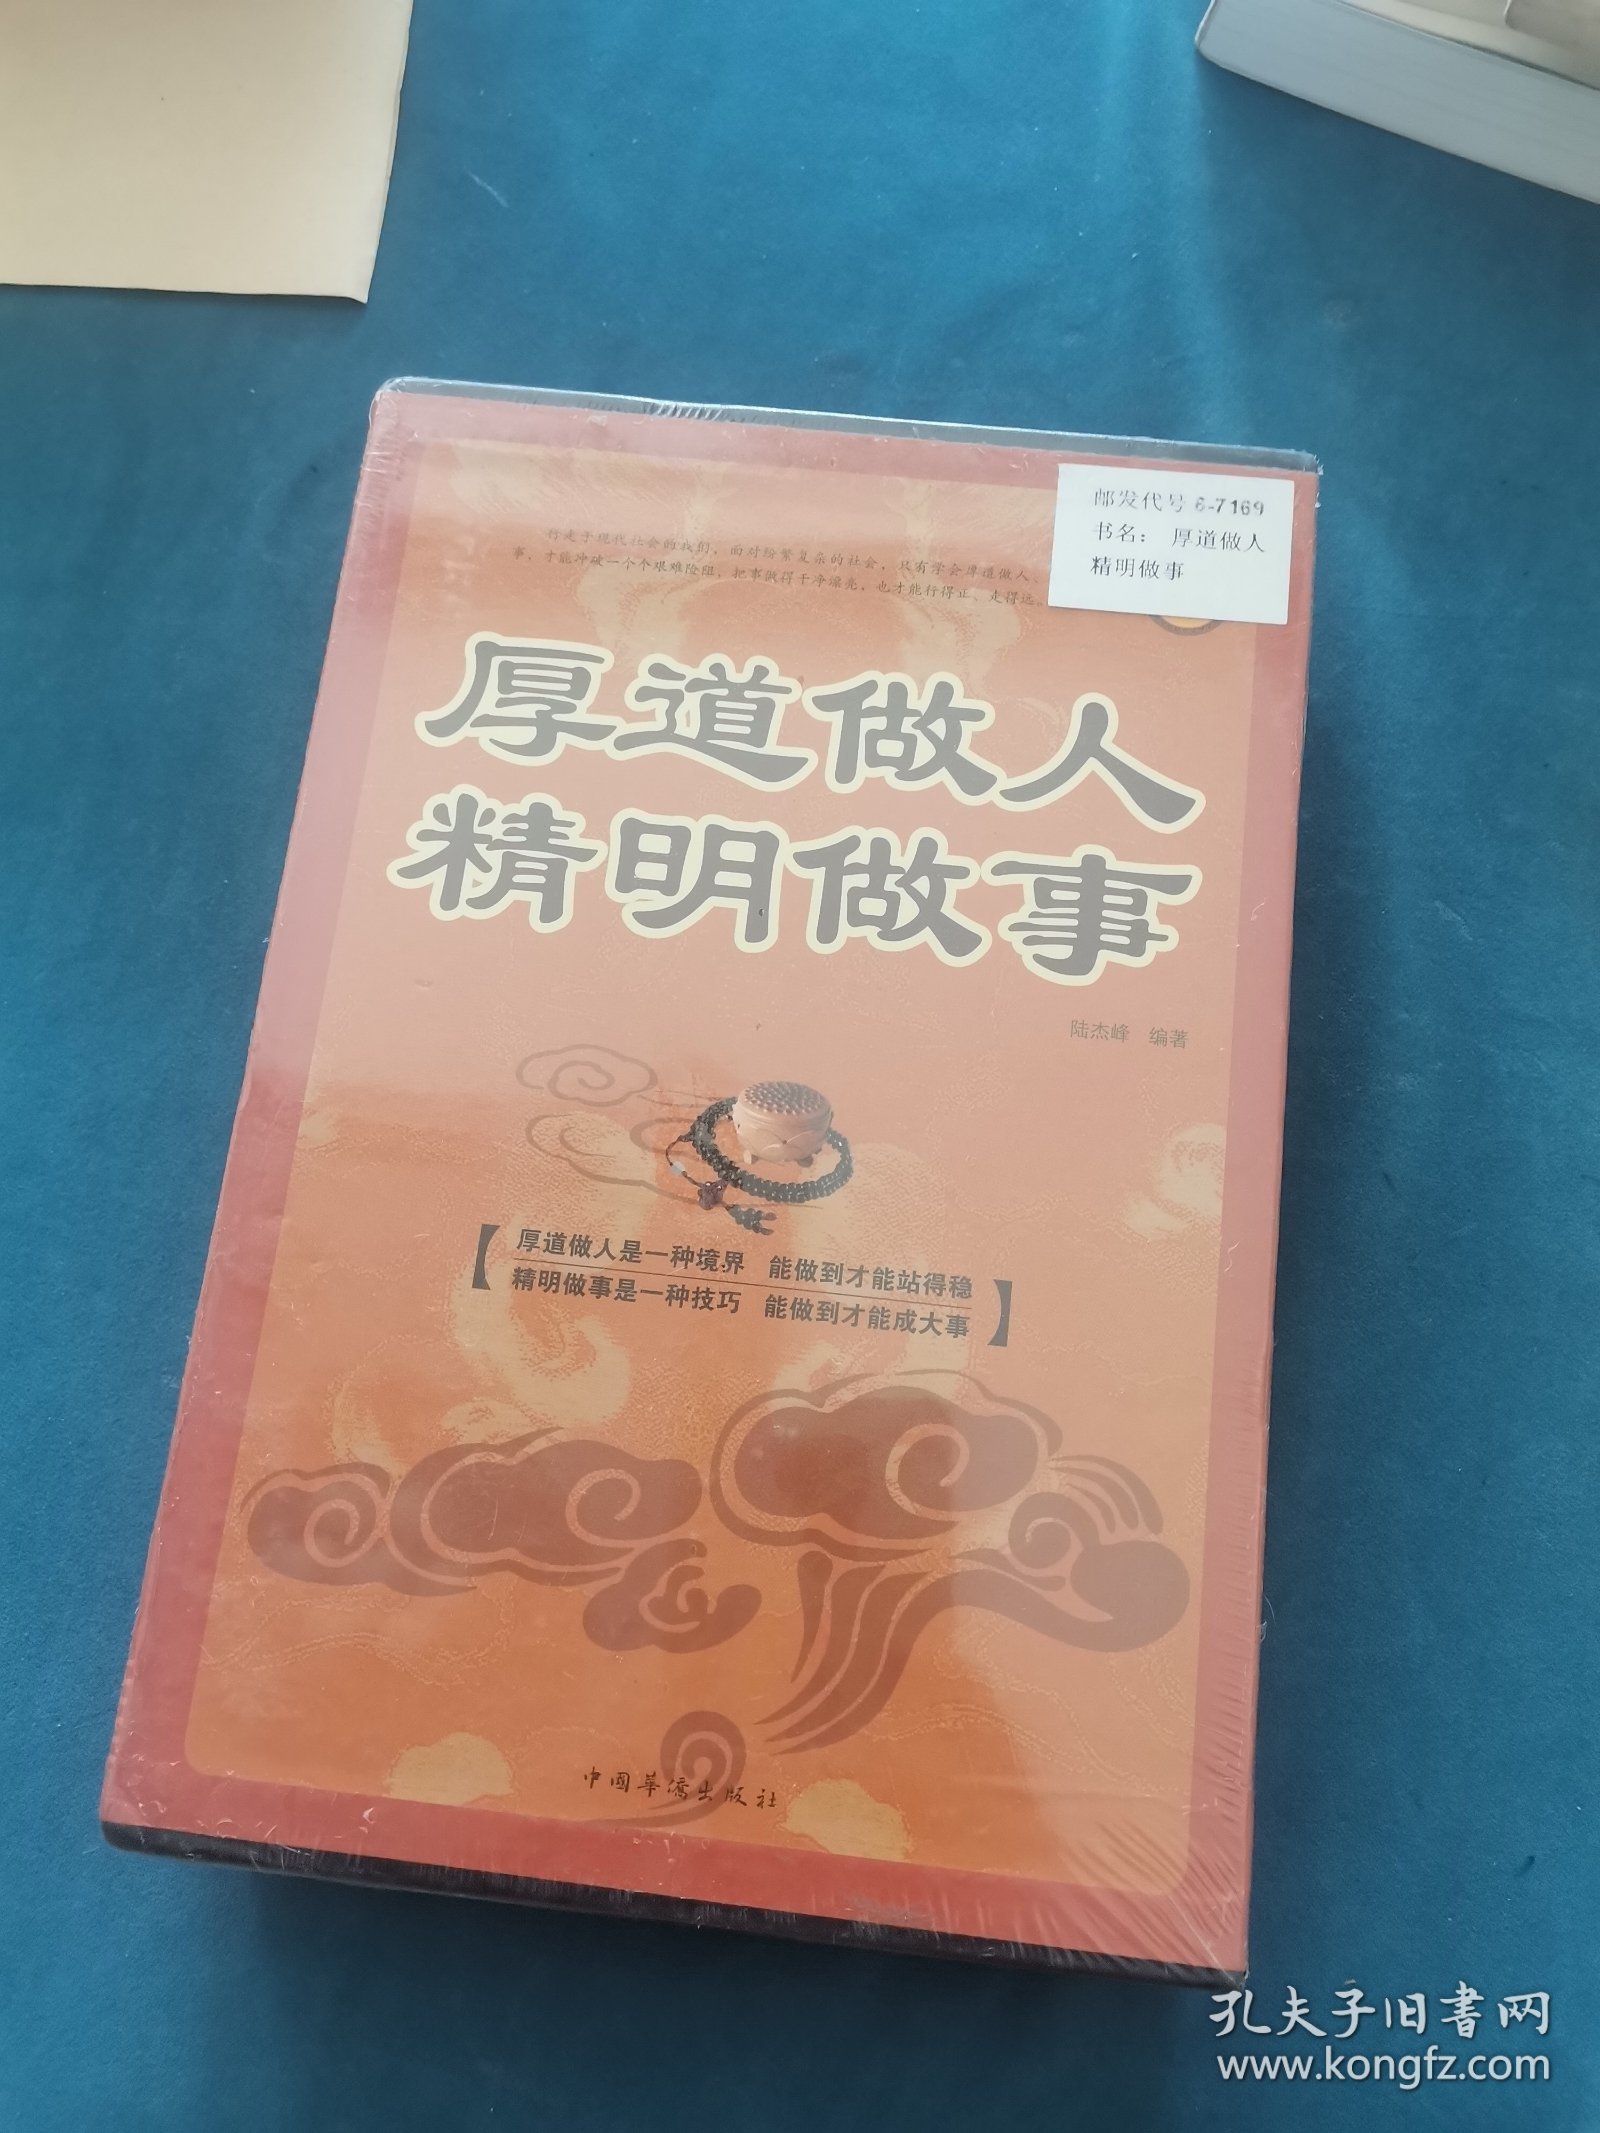 邮发代号 6-7169
书名： 厚道做人
精明做事
行走于现代社会的我们，面对纷繁复杂的社会，只有学会厚道做人、
事，才能冲破一个个艰难险阻，把事做得干净漂亮，也才能行得正、走得远。
厚道做人
精明做事
陆杰峰 编著
【厚道做人是一种境界 能做到才能站得稳
精明做事是一种技巧 能做到才能成大事】
中國華僑出版社
孔夫子旧書网
www.kongfz.com